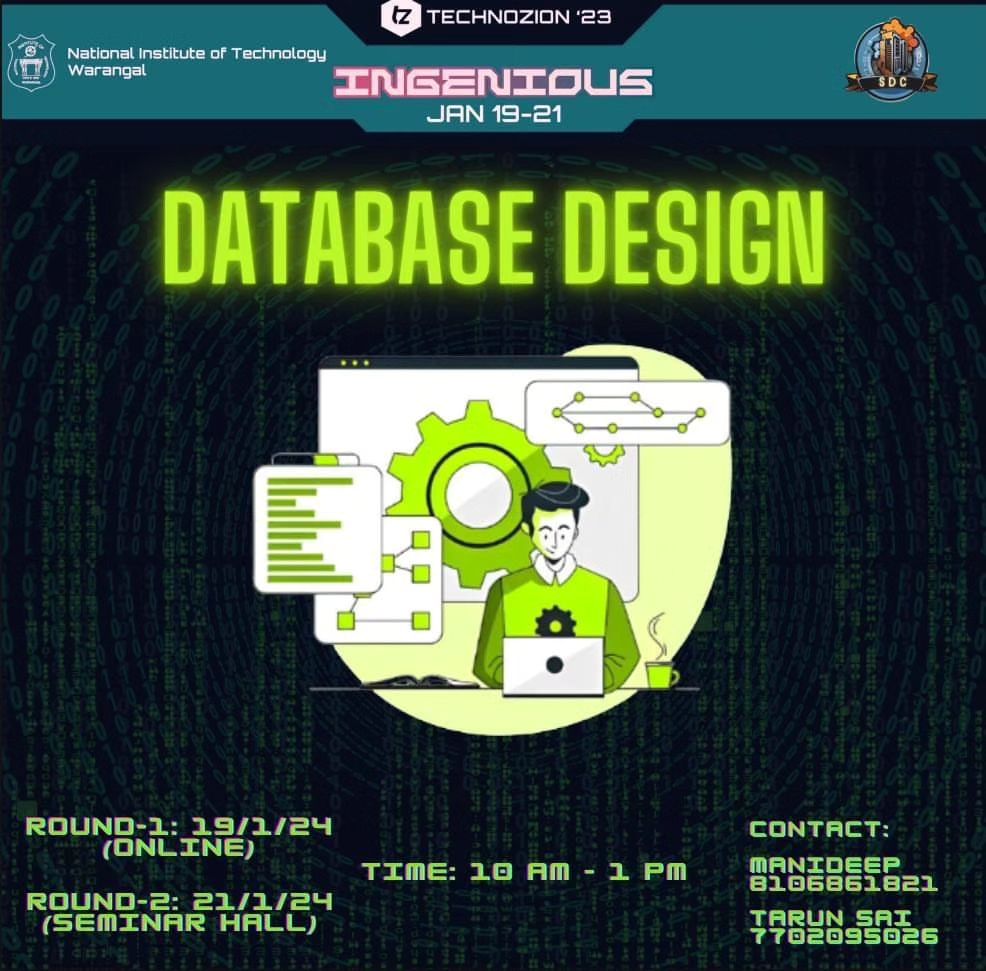 tz TECHNOZION ‘23
National Institute of Technology
Warangal
INGENIOUS
JAN 19-21
SDC
DATABASE DESIGN
ROUND-1: 19/1/24
(ONLINE)
ROUND-2: 21/1/24
(SEMINAR HALL)
TIME: 10 AM - 1 PM
CONTACT:
MANIDEEP
8106861821
TARUN SAI
7702095026